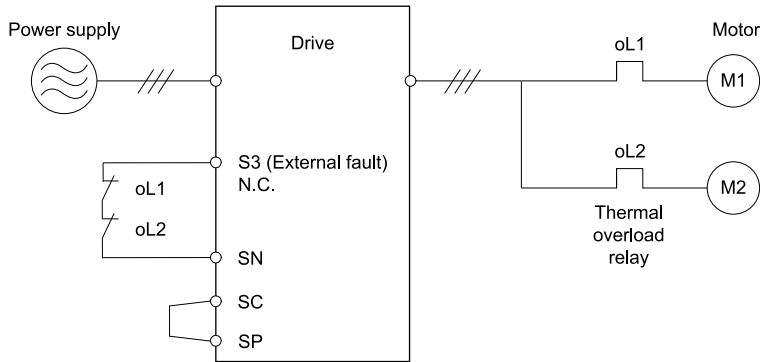 Power supply
Drive
oL1
Motor
M1
S3 (External fault)
N.C.
oL1
oL2
oL2
M2
Thermal
overload
relay
SN
SC
SP